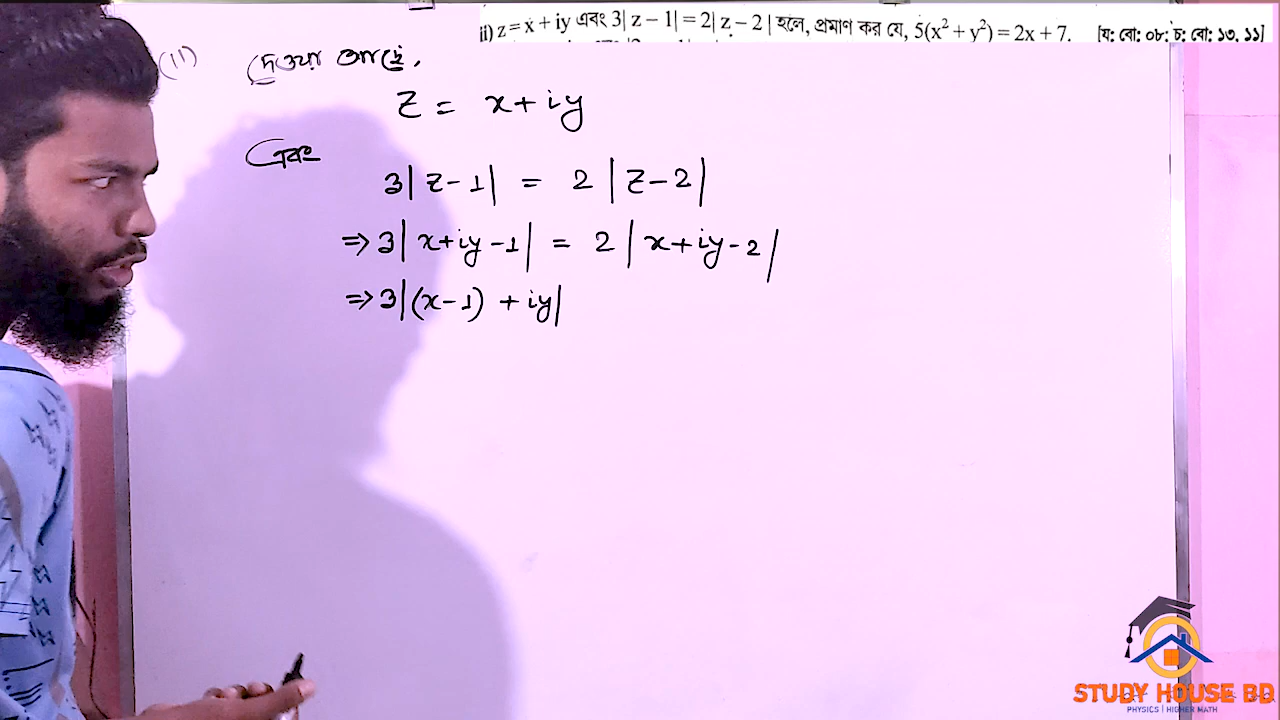 ii) z = x + iy এবং 3| z − 1| = 2| z − 2 | হলে, প্রমাণ কর যে, 5(x² + y²) = 2x + 7. [য: বো: ০৮; চ: বো: ১৩, ১১]
(11) দেওয়া আছে,
z = x + iy
এবং
3|z-1| = 2|z-2|
⇒ 3|x+iy-1| = 2|x+iy-2|
⇒ 3|(x-1) + iy|
STUDY HOUSE BD
PHYSICS | HIGHER MATH